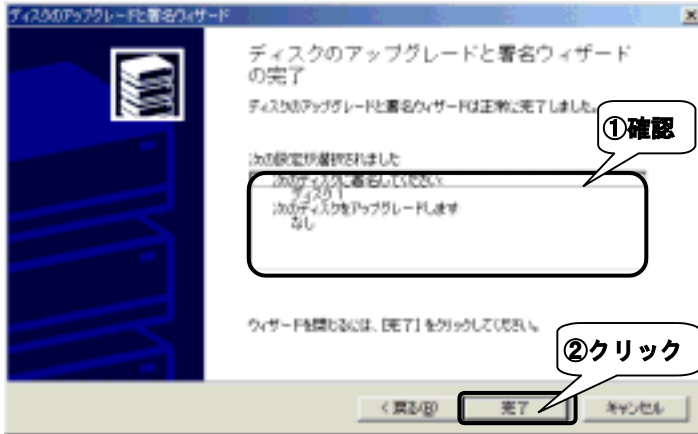 ディスクのアップグレードと署名ウィザード
ディスクのアップグレードと署名ウィザード
の完了
ディスクのアップグレードと署名ウィザードは正常に完了しました。
①確認
次の設定が選択されました
次のディスクに署名してください
ディスク 1
次のディスクをアップグレードします
なし
ウィザードを閉じるには、[完了] をクリックしてください。
②クリック
< 戻る(B)
完了
キャンセル